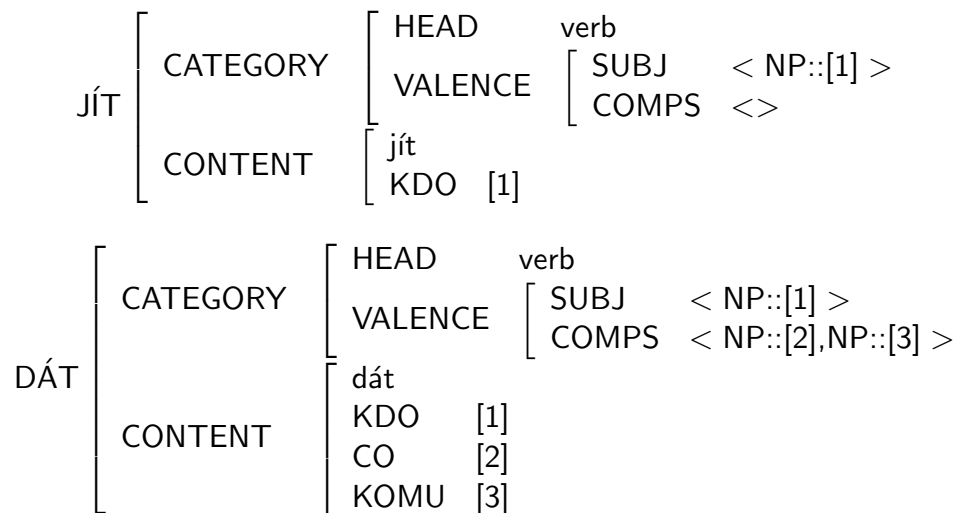 HEAD verb
CATEGORY
SUBJ < NP::[1] >
VALENCE
COMPS <>
JÍT
jít
CONTENT
KDO [1]
HEAD verb
CATEGORY
SUBJ < NP::[1] >
VALENCE
COMPS < NP::[2],NP::[3] >
DÁT
dát
KDO [1]
CONTENT
CO [2]
KOMU [3]